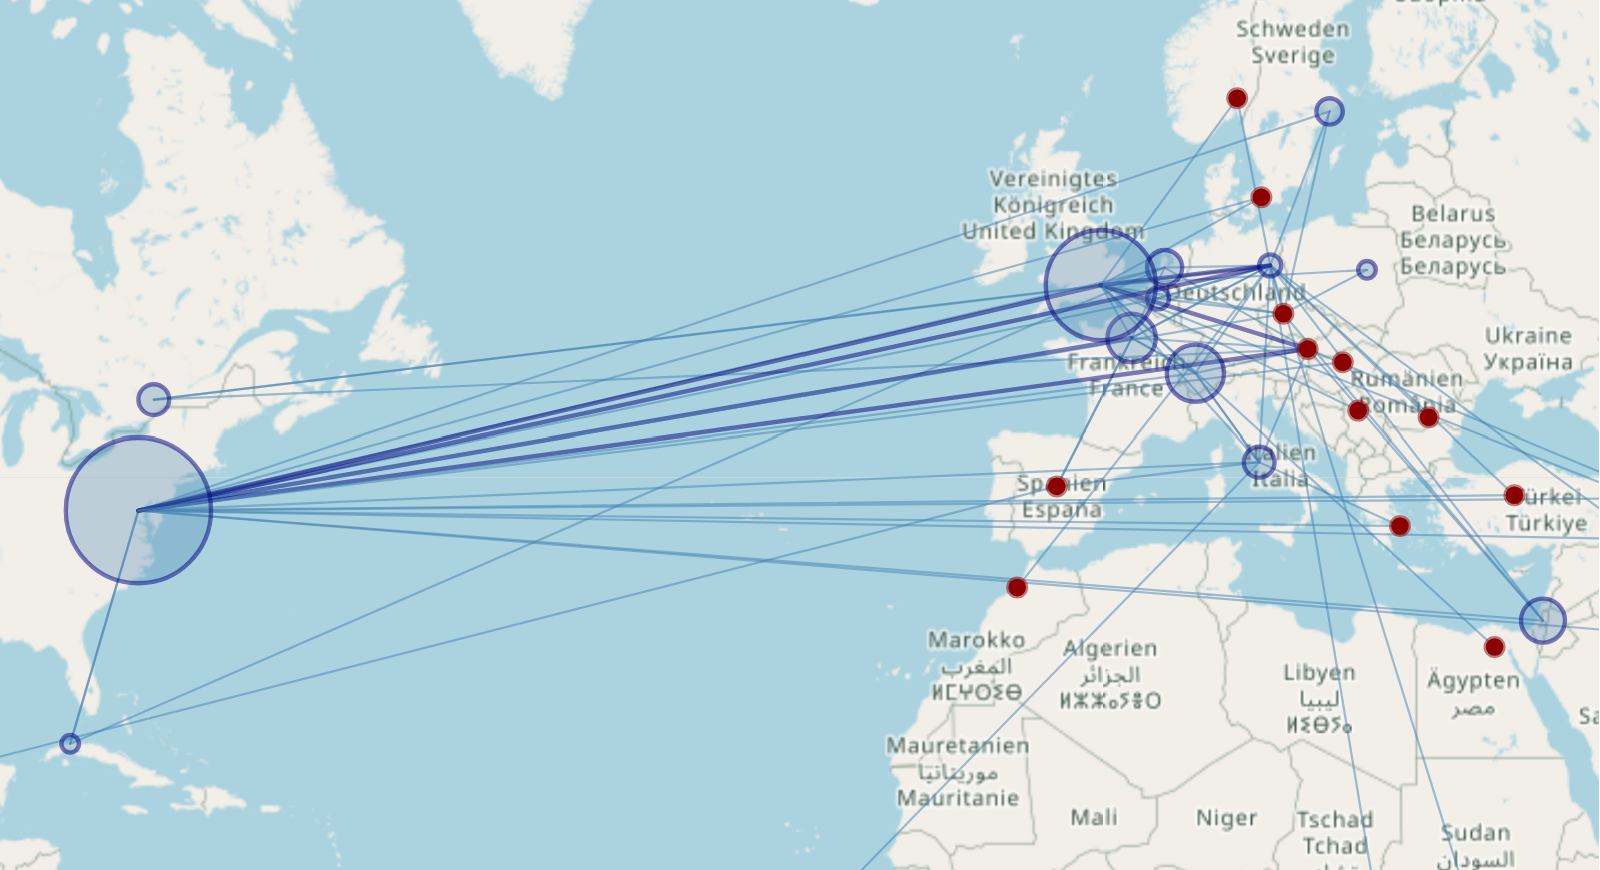 Schweden
Sverige
Vereinigtes
Königreich
United Kingdom
Belarus
Беларусь
Беларусь
Deutschland
Ukraine
Україна
Frankreich
France
Rumänien
România
Italien
Italia
Spanien
España
Türkei
Türkiye
Marokko
المغرب
ⵍⵎⵖⵔⵉⴱ
Algerien
الجزائر
ⵍⵣⵣⴰⵢⴻⵔ
Libyen
ليبيا
ⵍⵉⴱⵢⴰ
Ägypten
مصر
Mauretanien
موريتانيا
Mauritanie
Mali
Niger
Tschad
Tchad
Sudan
السودان